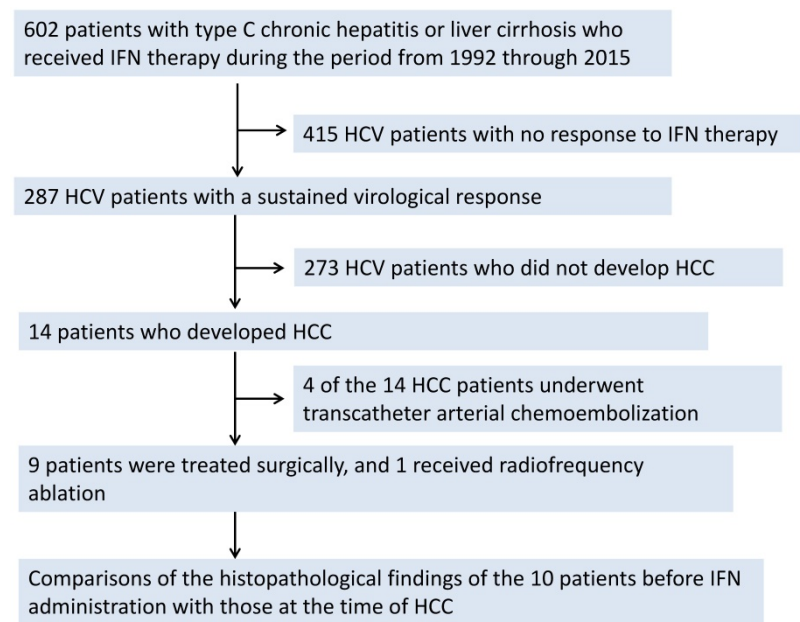 602 patients with type C chronic hepatitis or liver cirrhosis who
received IFN therapy during the period from 1992 through 2015
415 HCV patients with no response to IFN therapy
287 HCV patients with a sustained virological response
273 HCV patients who did not develop HCC
14 patients who developed HCC
4 of the 14 HCC patients underwent
transcatheter arterial chemoembolization
9 patients were treated surgically, and 1 received radiofrequency
ablation
Comparisons of the histopathological findings of the 10 patients before IFN
administration with those at the time of HCC